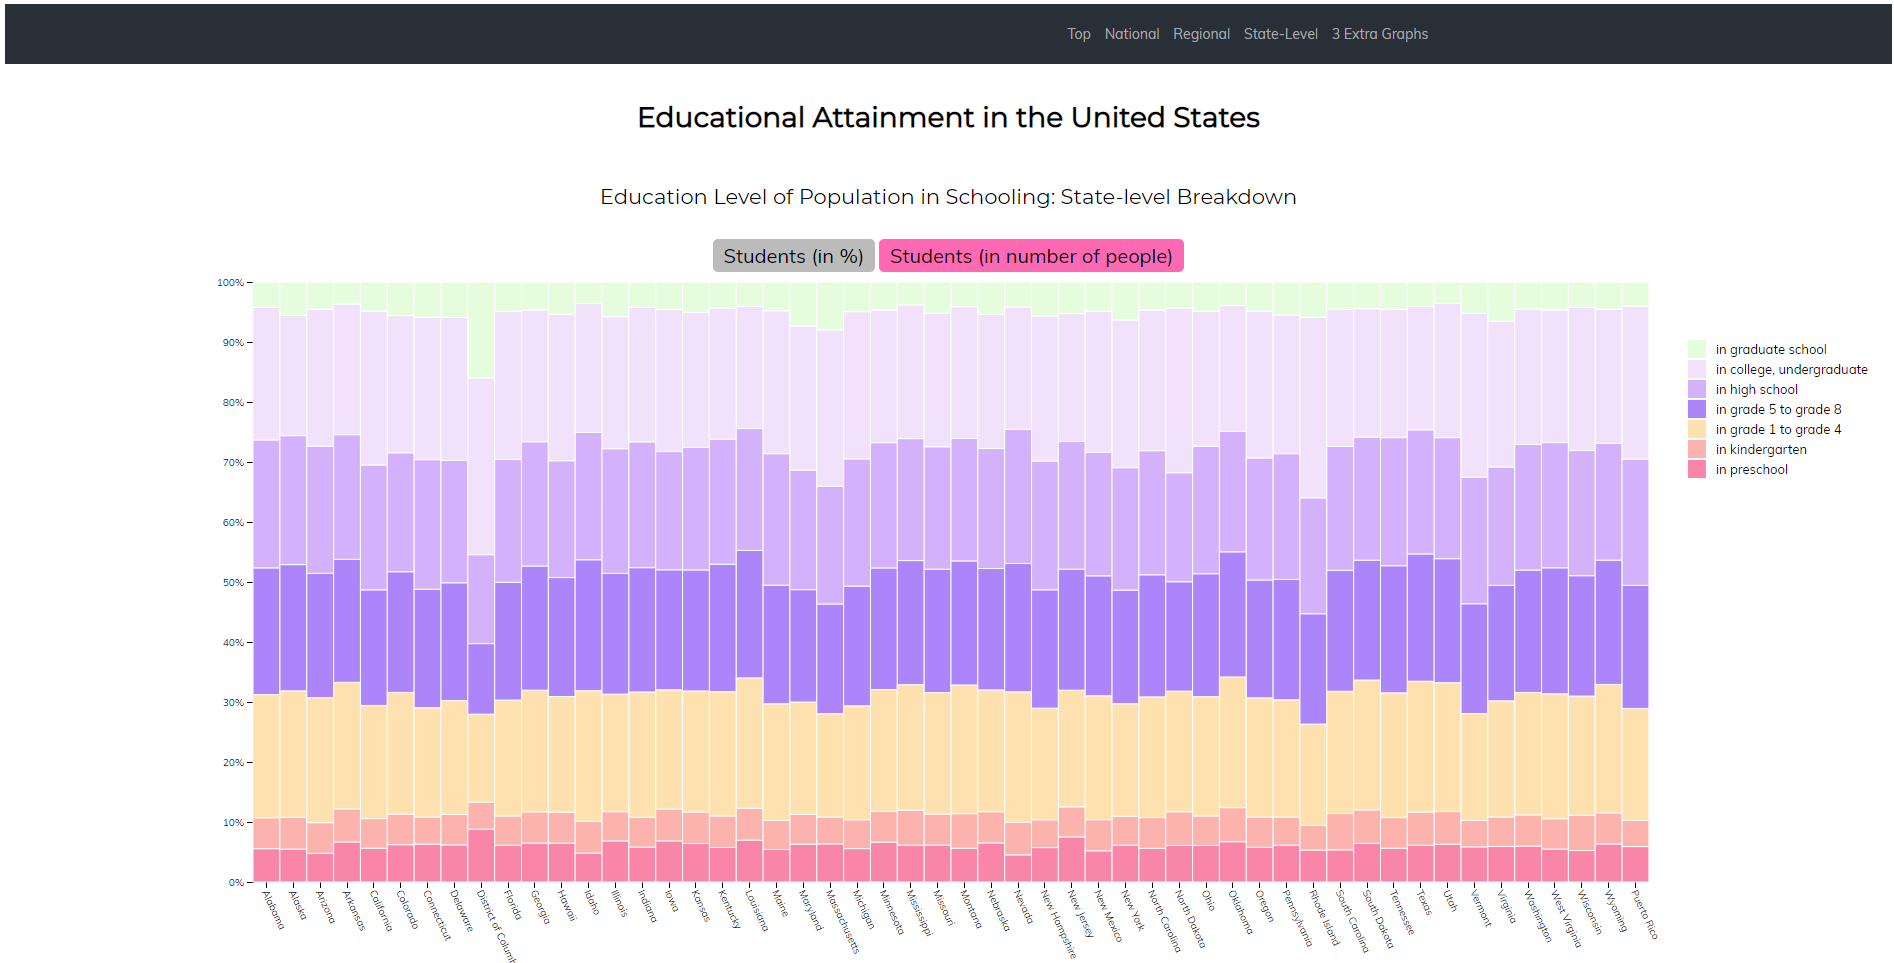 Top National Regional State-Level 3 Extra Graphs
Educational Attainment in the United States
Education Level of Population in Schooling: State-level Breakdown
Students (in %) Students (in number of people)
100%
90%
80%
70%
60%
50%
40%
30%
20%
10%
0%
in graduate school
in college, undergraduate
in high school
in grade 5 to grade 8
in grade 1 to grade 4
in kindergarten
in preschool
Alabama
Alaska
Arizona
Arkansas
California
Colorado
Connecticut
Delaware
District of Columb
Florida
Georgia
Hawaii
Idaho
Illinois
Indiana
Iowa
Kansas
Kentucky
Louisiana
Maine
Maryland
Massachusetts
Michigan
Minnesota
Mississippi
Missouri
Montana
Nebraska
Nevada
New Hampshire
New Jersey
New Mexico
New York
North Carolina
North Dakota
Ohio
Oklahoma
Oregon
Pennsylvania
Rhode Island
South Carolina
South Dakota
Tennessee
Texas
Utah
Vermont
Virginia
Washington
West Virginia
Wisconsin
Wyoming
Puerto Rico